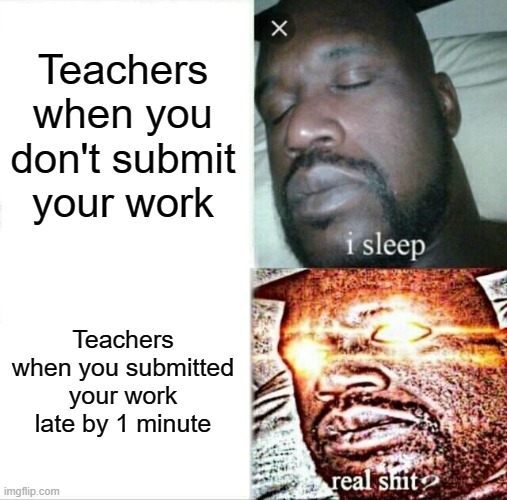 Teachers
when you
don't submit
your work
i sleep
Teachers
when you submitted
your work
late by 1 minute
real shit?
imgflip.com